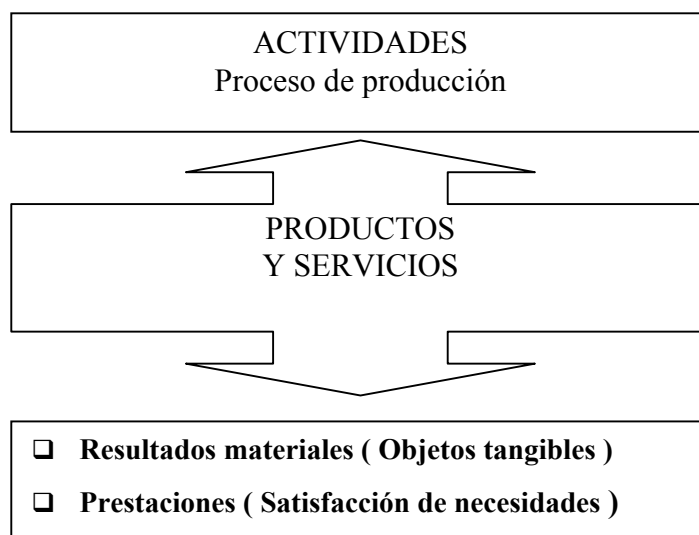 ACTIVIDADES
Proceso de producción
PRODUCTOS
Y SERVICIOS
❑ Resultados materiales ( Objetos tangibles )
❑ Prestaciones ( Satisfacción de necesidades )